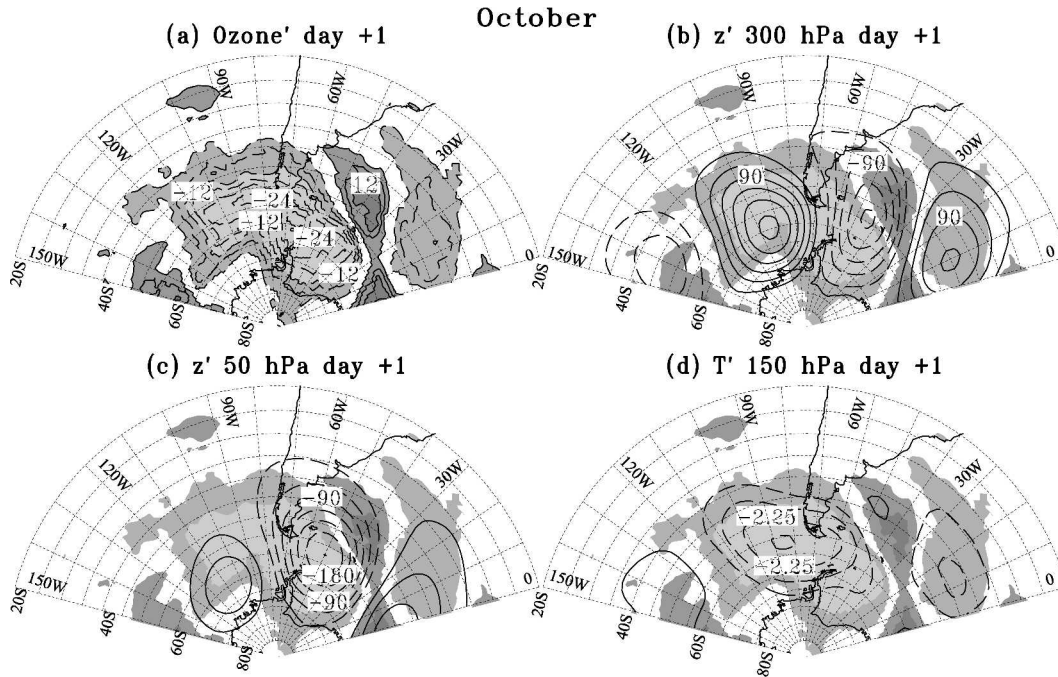 October
(a) Ozone' day +1
(b) z' 300 hPa day +1
90W
60W
120W
30W
150W
0
20S
40S
60S
80S
-12
-24
-12
-24
-12
12
90W
60W
120W
30W
150W
0
20S
40S
60S
80S
90
-90
90
(c) z' 50 hPa day +1
(d) T' 150 hPa day +1
90W
60W
120W
30W
150W
0
20S
40S
60S
80S
-90
-180
-90
90W
60W
120W
30W
150W
0
20S
40S
60S
80S
-2.25
-2.25